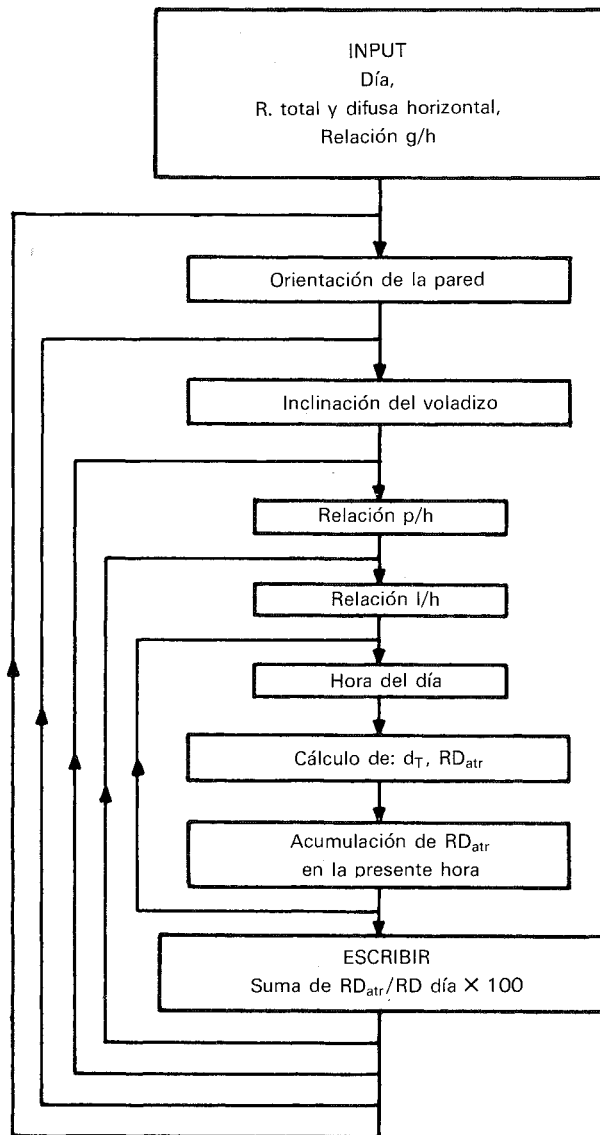 INPUT
Día,
R. total y difusa horizontal,
Relación g/h
Orientación de la pared
Inclinación del voladizo
Relación p/h
Relación l/h
Hora del día
Cálculo de: d_T, RD_atr
Acumulación de RD_atr
en la presente hora
ESCRIBIR
Suma de RD_atr/RD día × 100